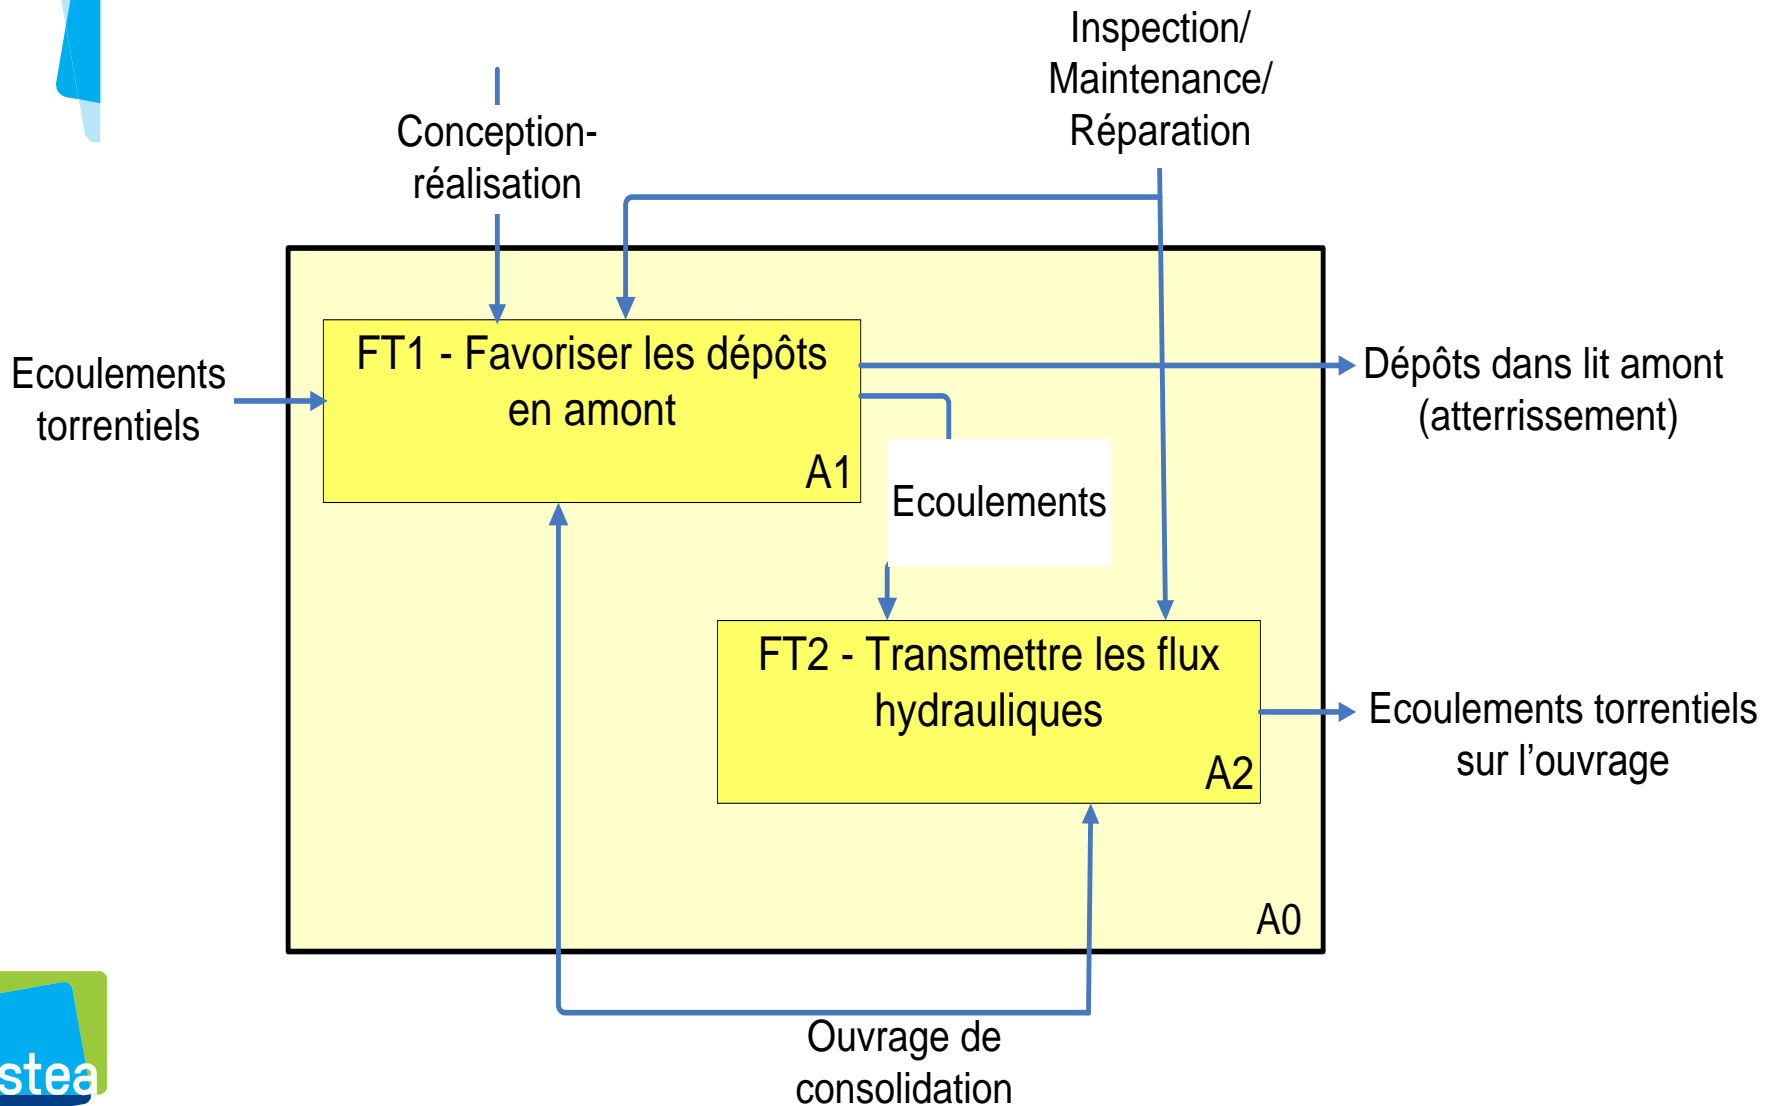 Inspection/
Maintenance/
Réparation
Conception-
réalisation
Ecoulements
torrentiels
FT1 - Favoriser les dépôts
en amont
A1
Dépôts dans lit amont
(atterrissement)
Ecoulements
FT2 - Transmettre les flux
hydrauliques
A2
Ecoulements torrentiels
sur l’ouvrage
A0
Ouvrage de
consolidation
stea